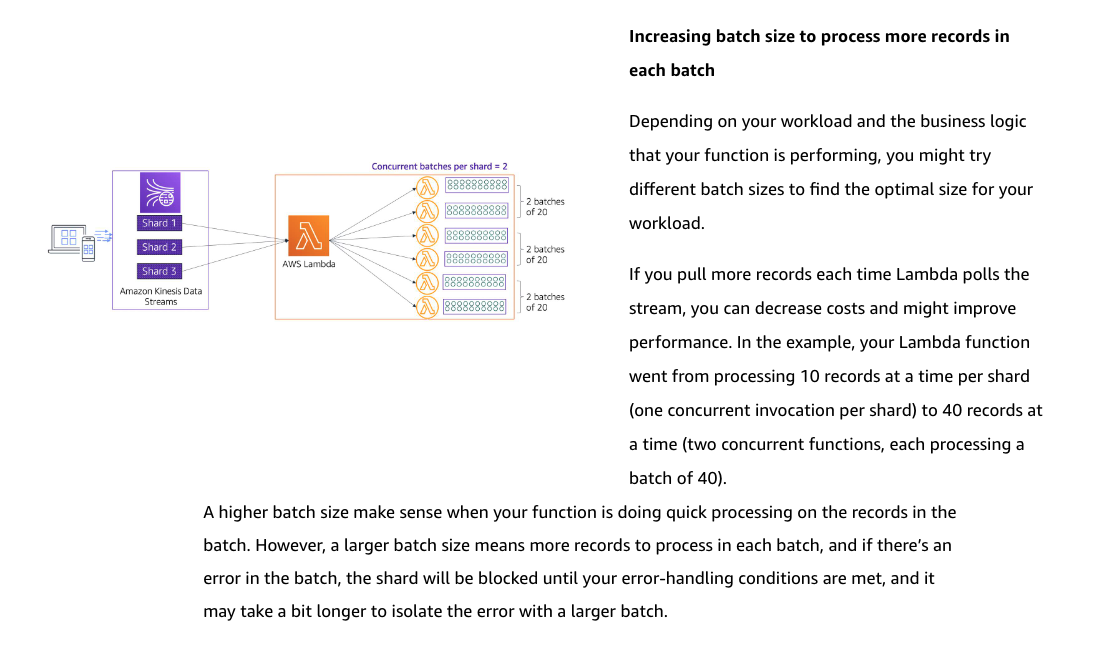 Increasing batch size to process more records in
each batch
Depending on your workload and the business logic
that your function is performing, you might try
different batch sizes to find the optimal size for your
workload.
If you pull more records each time Lambda polls the
stream, you can decrease costs and might improve
performance. In the example, your Lambda function
went from processing 10 records at a time per shard
(one concurrent invocation per shard) to 40 records at
a time (two concurrent functions, each processing a
batch of 40).
Concurrent batches per shard = 2
Shard 1
Shard 2
Shard 3
Amazon Kinesis Data
Streams
AWS Lambda
2 batches
of 20
2 batches
of 20
2 batches
of 20
A higher batch size make sense when your function is doing quick processing on the records in the
batch. However, a larger batch size means more records to process in each batch, and if there's an
error in the batch, the shard will be blocked until your error-handling conditions are met, and it
may take a bit longer to isolate the error with a larger batch.